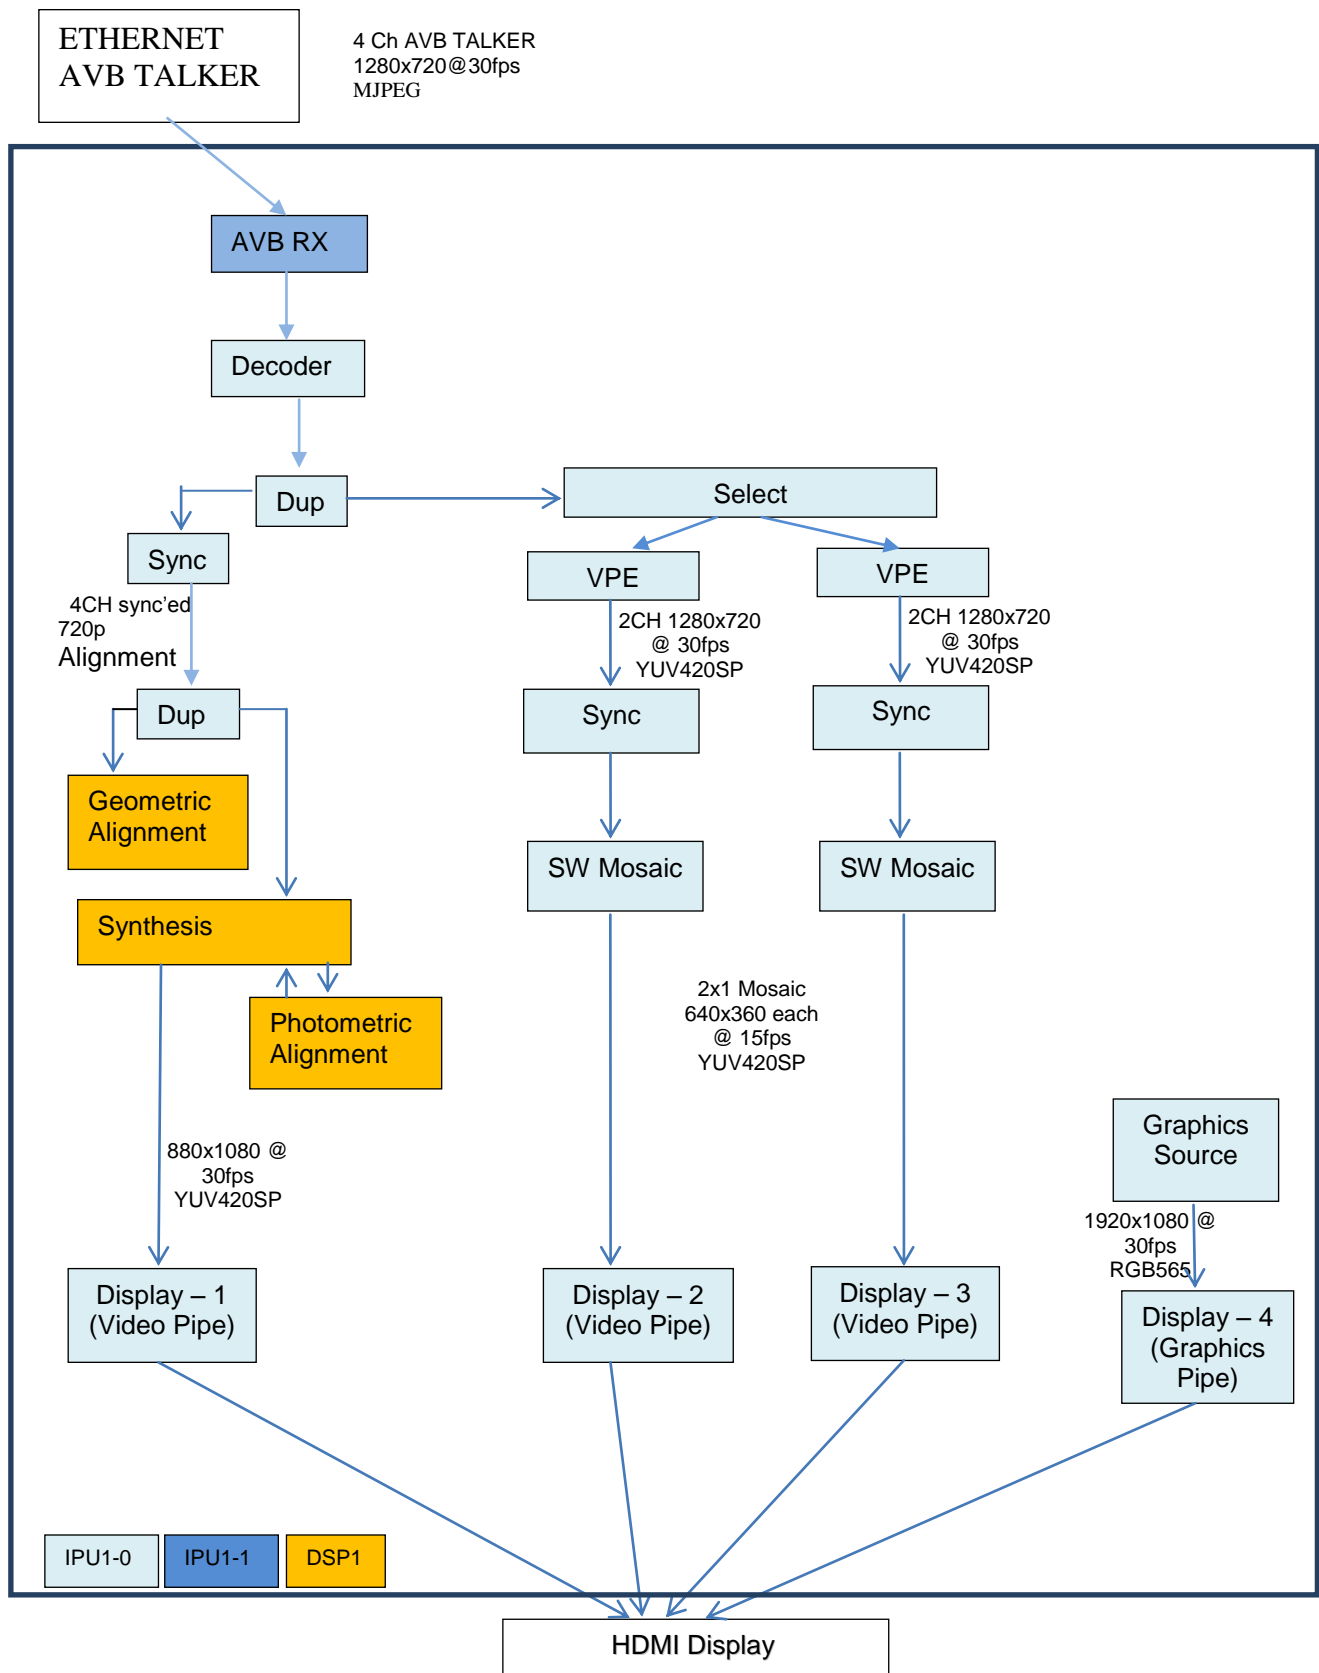 ETHERNET
AVB TALKER
4 Ch AVB TALKER
1280x720@30fps
MJPEG
AVB RX
Decoder
Dup
Select
Sync
VPE
VPE
4CH sync'ed
720p
Alignment
2CH 1280x720
@ 30fps
YUV420SP
2CH 1280x720
@ 30fps
YUV420SP
Dup
Sync
Sync
Geometric
Alignment
SW Mosaic
SW Mosaic
Synthesis
Photometric
Alignment
2x1 Mosaic
640x360 each
@ 15fps
YUV420SP
880x1080 @
30fps
YUV420SP
Graphics
Source
1920x1080 @
30fps
RGB565
Display – 1
(Video Pipe)
Display – 2
(Video Pipe)
Display – 3
(Video Pipe)
Display – 4
(Graphics
Pipe)
IPU1-0
IPU1-1
DSP1
HDMI Display